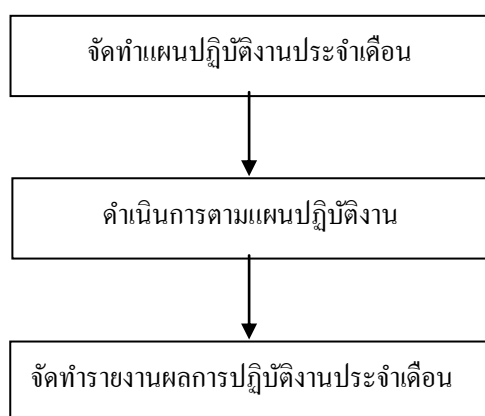 จัดทำแผนปฏิบัติงานประจำเดือน
ดำเนินการตามแผนปฏิบัติงาน
จัดทำรายงานผลการปฏิบัติงานประจำเดือน